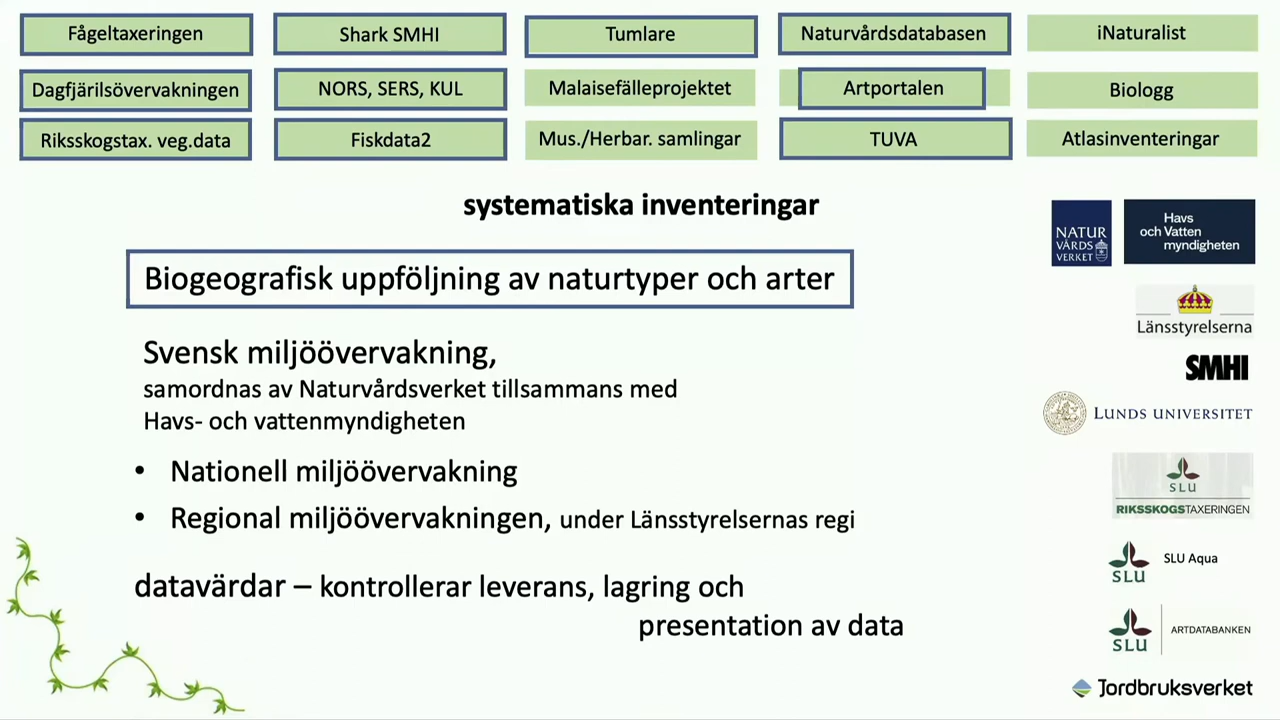 Fågeltaxeringen
Shark SMHI
Tumlare
Naturvårdsdatabasen
iNaturalist
Dagfjärilsövervakningen
NORS, SERS, KUL
Malaisefälleprojektet
Artportalen
Biologg
Riksskogstax. veg.data
Fiskdata2
Mus./Herbar. samlingar
TUVA
Atlasinventeringar
systematiska inventeringar
Biogeografisk uppföljning av naturtyper och arter
Svensk miljöövervakning,
samordnas av Naturvårdsverket tillsammans med
Havs- och vattenmyndigheten
• Nationell miljöövervakning
• Regional miljöövervakningen, under Länsstyrelsernas regi
datavärdar – kontrollerar leverans, lagring och
presentation av data
NATUR
VÅRDS
VERKET
Havs
och Vatten
myndigheten
Länsstyrelserna
SMHI
LUNDS UNIVERSITET
SLU
RIKSSKOGSTAXERINGEN
SLU
SLU Aqua
SLU
ARTDATABANKEN
Jordbruksverket